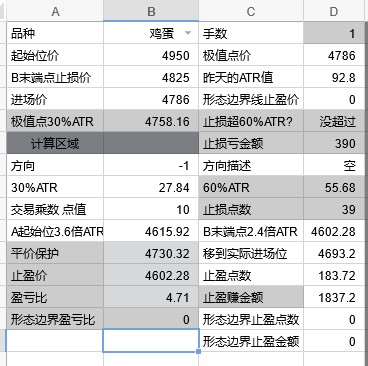 A B C D
品种 鸡蛋 手数 1
起始位价 4950 极值点价 4786
B末端点止损价 4825 昨天的ATR值 92.8
进场价 4786 形态边界线止盈价 0
极值点30%ATR 4758.16 止损超60%ATR? 没超过
计算区域 止损亏金额 390
方向 -1 方向描述 空
30%ATR 27.84 60%ATR 55.68
交易乘数 点值 10 止损点数 39
A起始位3.6倍ATR 4615.92 B末端点2.4倍ATR 4602.28
平价保护 4730.32 移到实际进场位 4693.2
止盈价 4602.28 止盈点数 183.72
盈亏比 4.71 止盈赚金额 1837.2
形态边界盈亏比 0 形态边界止盈点数 0
形态边界止盈金额 0